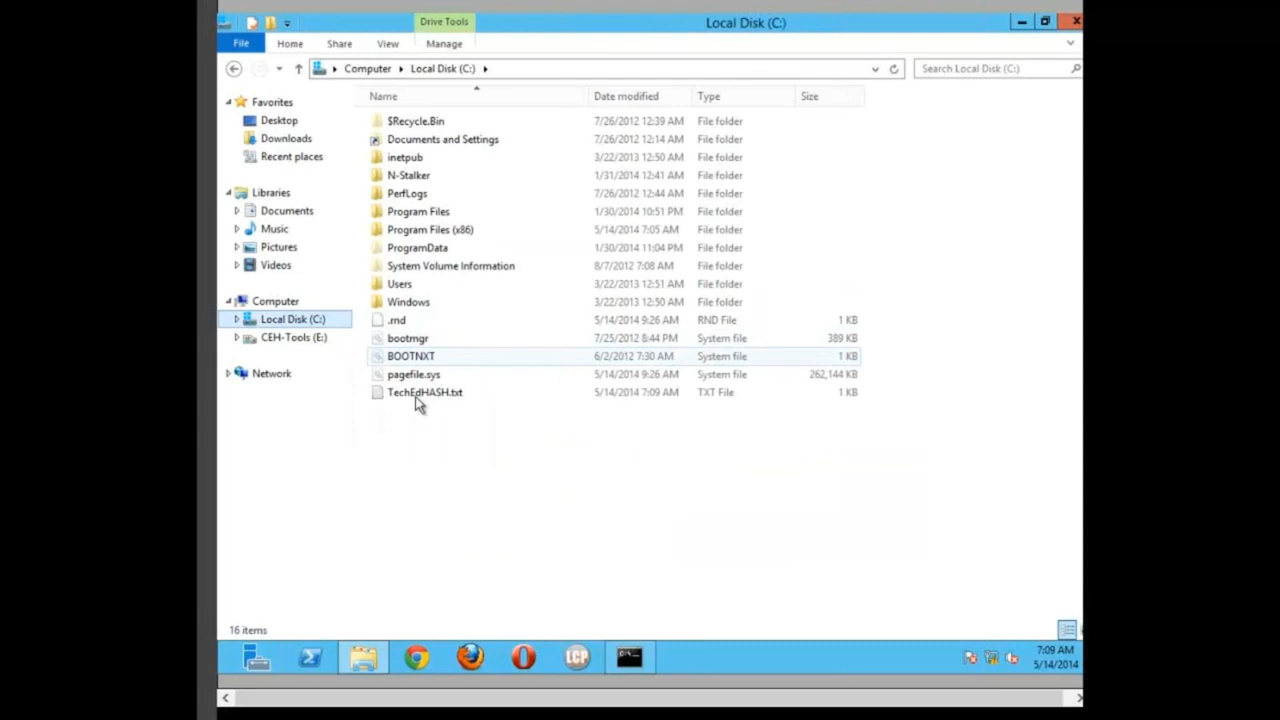 Drive Tools
Local Disk (C:)
File Home Share View Manage
Computer Local Disk (C:)
Search Local Disk (C:)
Name Date modified Type Size
Favorites
Desktop
Downloads
Recent places
Libraries
Documents
Music
Pictures
Videos
Computer
Local Disk (C:)
CEH-Tools (E:)
Network
$Recycle.Bin 7/26/2012 12:39 AM File folder
Documents and Settings 7/26/2012 12:14 AM File folder
inetpub 3/22/2013 12:50 AM File folder
N-Stalker 1/31/2014 12:41 AM File folder
PerfLogs 7/26/2012 12:44 AM File folder
Program Files 1/30/2014 10:51 PM File folder
Program Files (x86) 5/14/2014 7:05 AM File folder
ProgramData 1/30/2014 11:04 PM File folder
System Volume Information 8/7/2012 7:08 AM File folder
Users 3/22/2013 12:51 AM File folder
Windows 3/22/2013 12:50 AM File folder
.rnd 5/14/2014 9:26 AM RND File 1 KB
bootmgr 7/25/2012 8:44 PM System file 389 KB
BOOTNXT 6/2/2012 7:30 AM System file 1 KB
pagefile.sys 5/14/2014 9:26 AM System file 262,144 KB
TechEdHASH.txt 5/14/2014 7:09 AM TXT File 1 KB
16 items
LCP
7:09 AM
5/14/2014